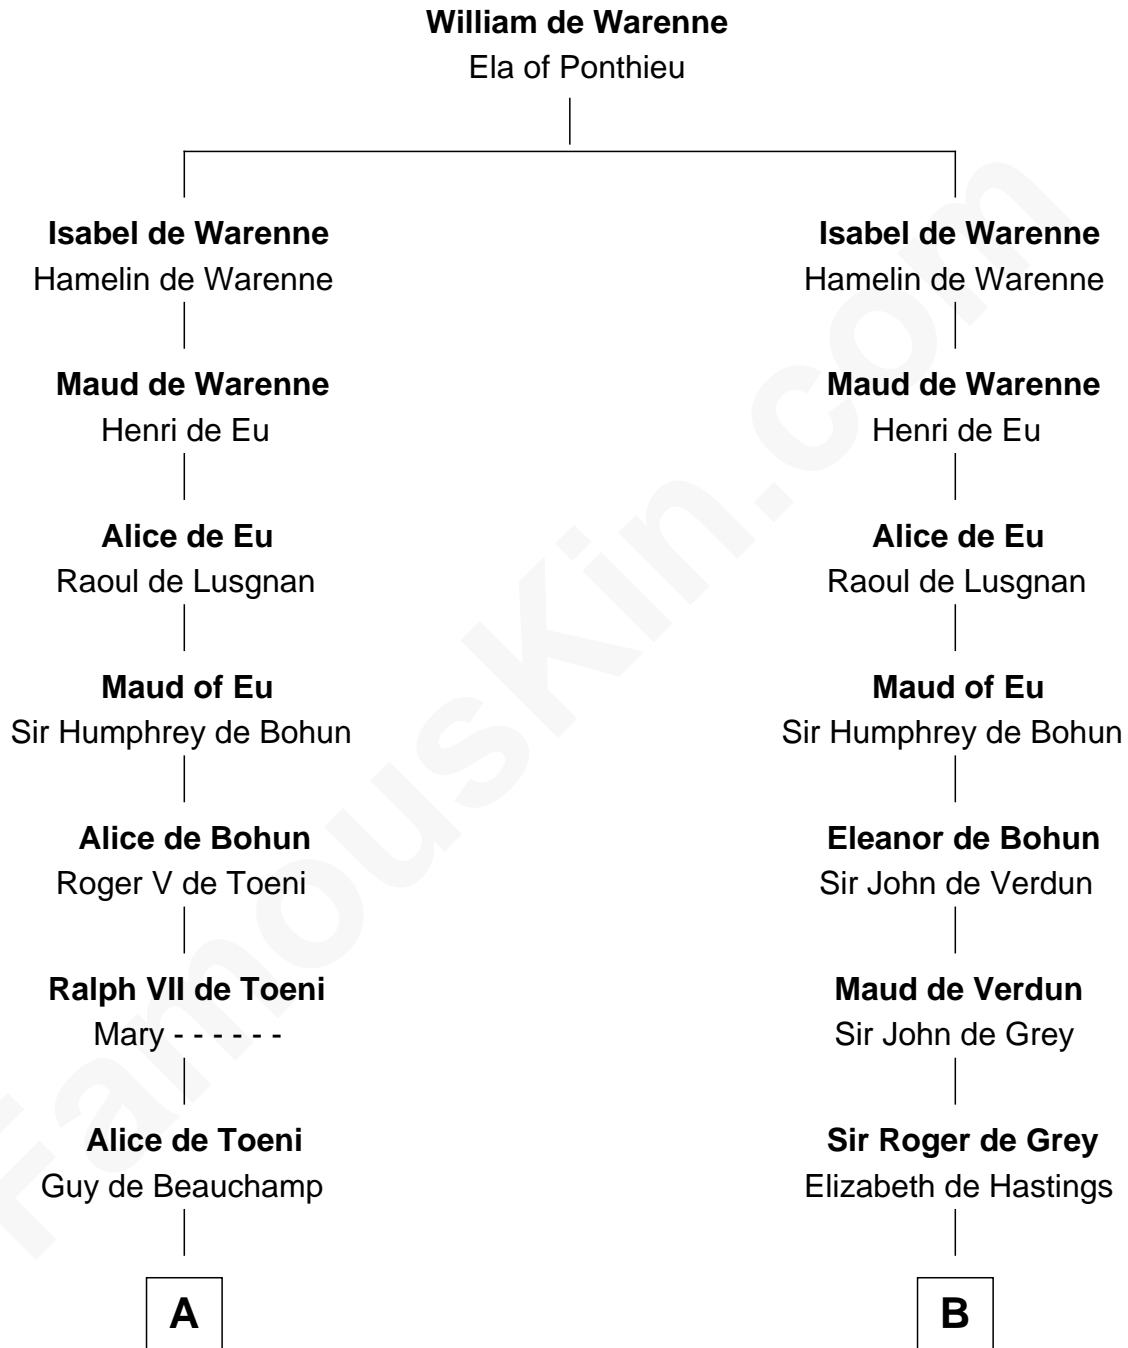 William de Warenne
Ela of Ponthieu
Isabel de Warenne
Hamelin de Warenne
Maud de Warenne
Henri de Eu
Alice de Eu
Raoul de Lusgnan
Maud of Eu
Sir Humphrey de Bohun
Alice de Bohun
Roger V de Toeni
Ralph VII de Toeni
Mary - - - - - -
Alice de Toeni
Guy de Beauchamp
A
Isabel de Warenne
Hamelin de Warenne
Maud de Warenne
Henri de Eu
Alice de Eu
Raoul de Lusgnan
Maud of Eu
Sir Humphrey de Bohun
Eleanor de Bohun
Sir John de Verdun
Maud de Verdun
Sir John de Grey
Sir Roger de Grey
Elizabeth de Hastings
B
FamousKin.com